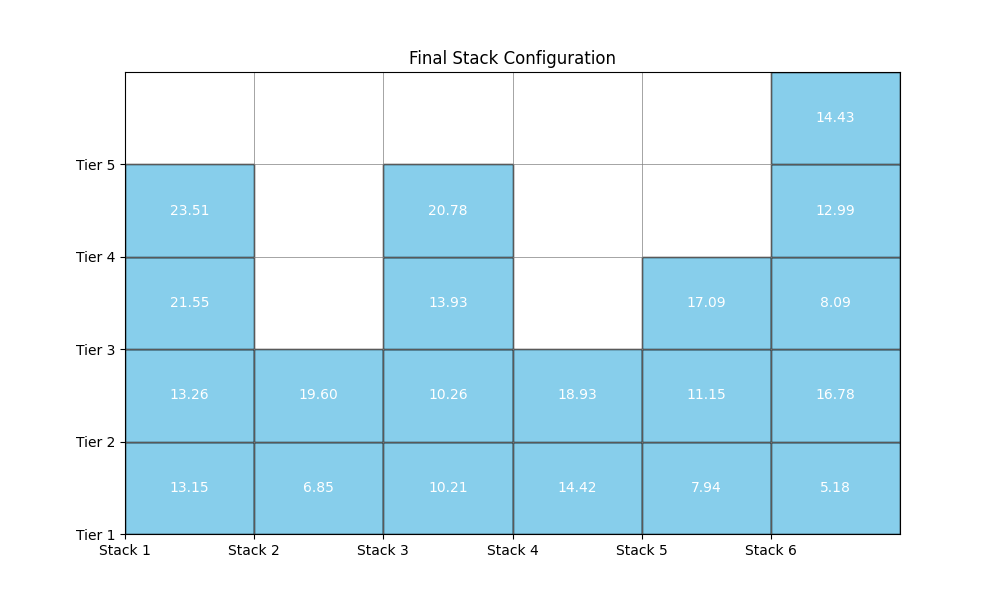 Final Stack Configuration
14.43
Tier 5
23.51 20.78 12.99
Tier 4
21.55 13.93 17.09 8.09
Tier 3
13.26 19.60 10.26 18.93 11.15 16.78
Tier 2
13.15 6.85 10.21 14.42 7.94 5.18
Tier 1
Stack 1 Stack 2 Stack 3 Stack 4 Stack 5 Stack 6